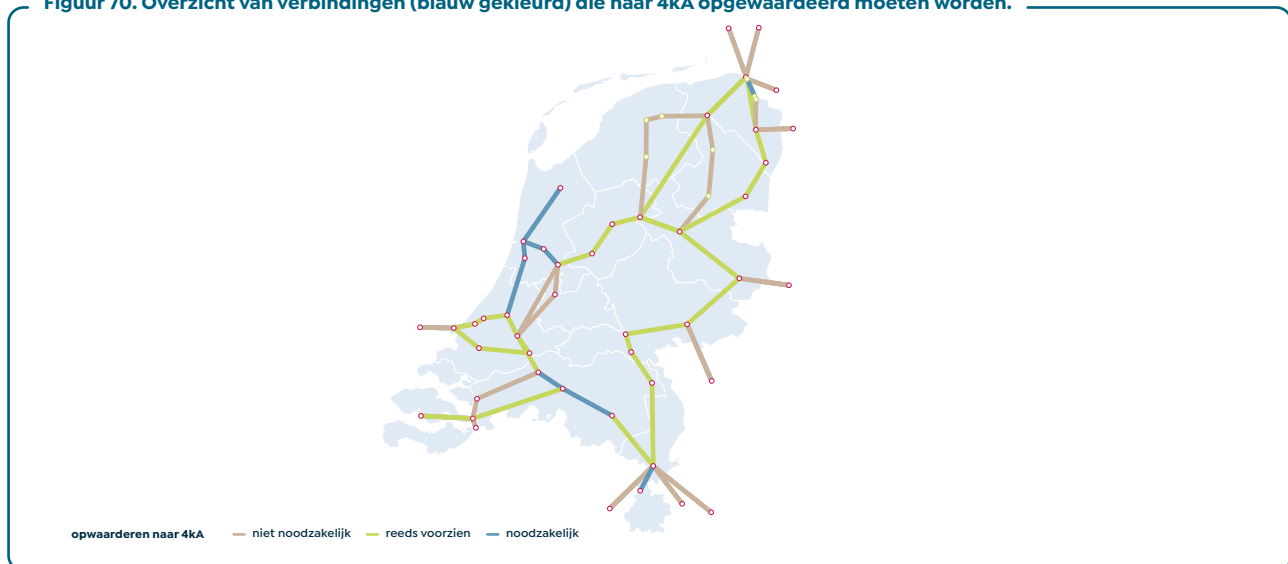 Figuur 70. Overzicht van verbindingen (blauw gekleurd) die naar 4kA opgewaardeerd moeten worden.
opwaarderen naar 4kA niet noodzakelijk reeds voorzien noodzakelijk